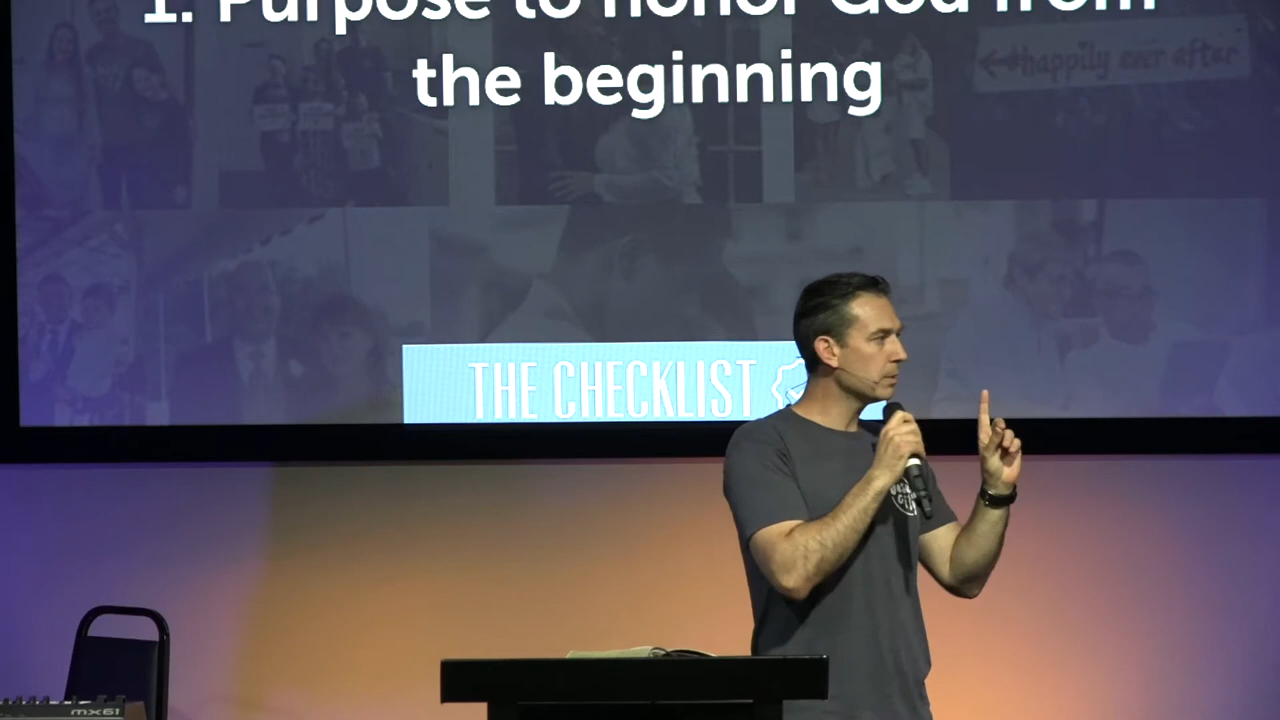 1. Purpose to honor God from
the beginning
happily ever after
THE CHECKLIST
mx61